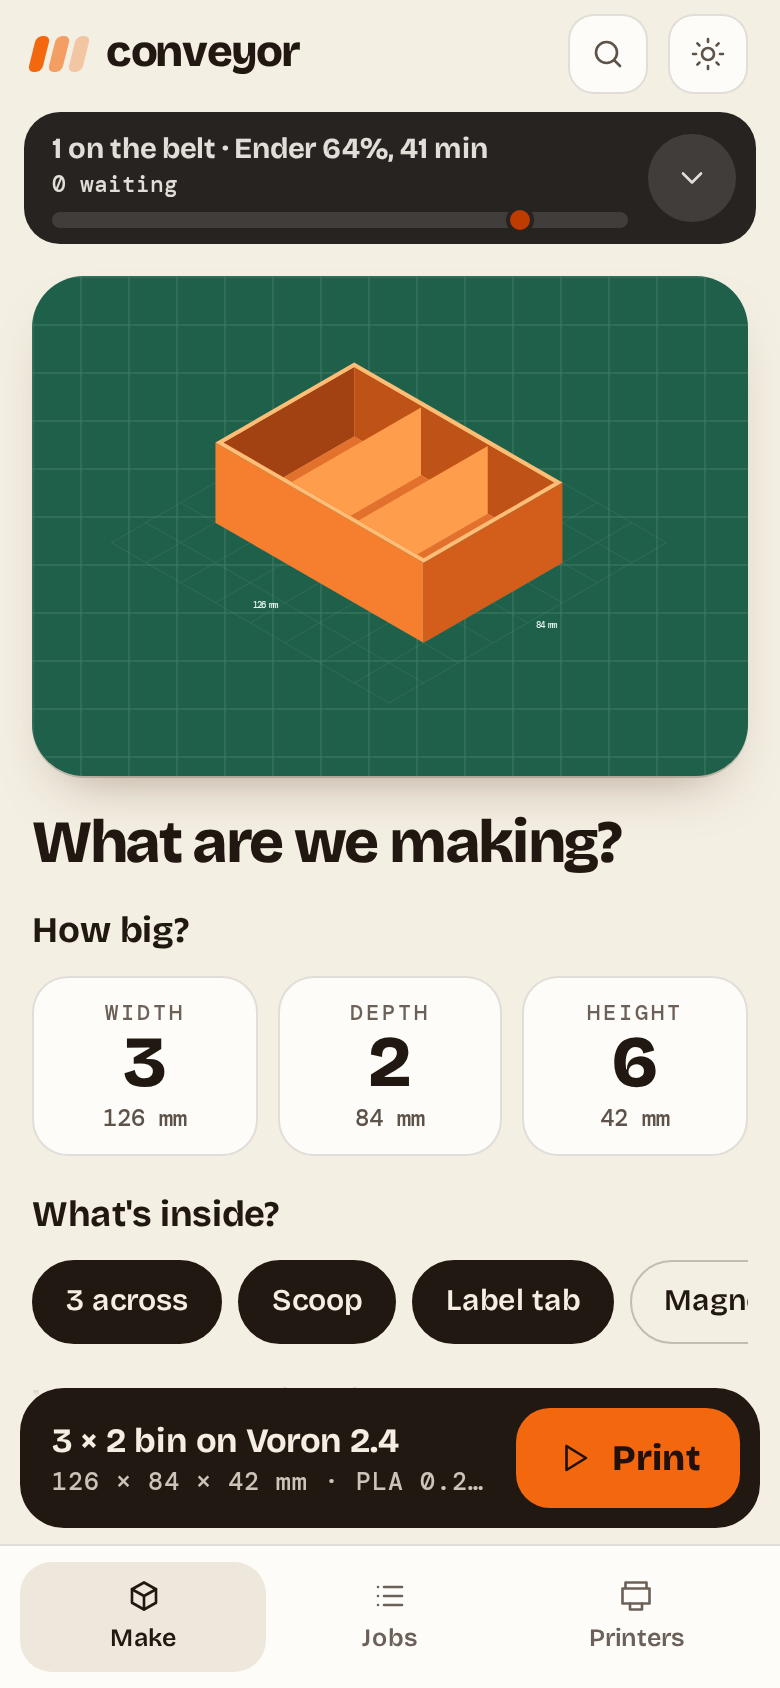 conveyor
1 on the belt · Ender 64%, 41 min
0 waiting
126 mm
84 mm
What are we making?
How big?
WIDTH
3
126 mm
DEPTH
2
84 mm
HEIGHT
6
42 mm
What's inside?
3 across
Scoop
Label tab
Magn
3 × 2 bin on Voron 2.4
126 × 84 × 42 mm · PLA 0.2…
Print
Make
Jobs
Printers